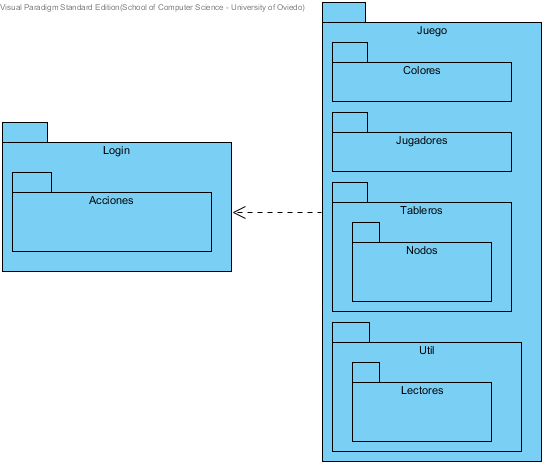 Visual Paradigm Standard Edition(School of Computer Science - University of Oviedo)
Juego
Colores
Jugadores
Login
Acciones
Tableros
Nodos
Util
Lectores